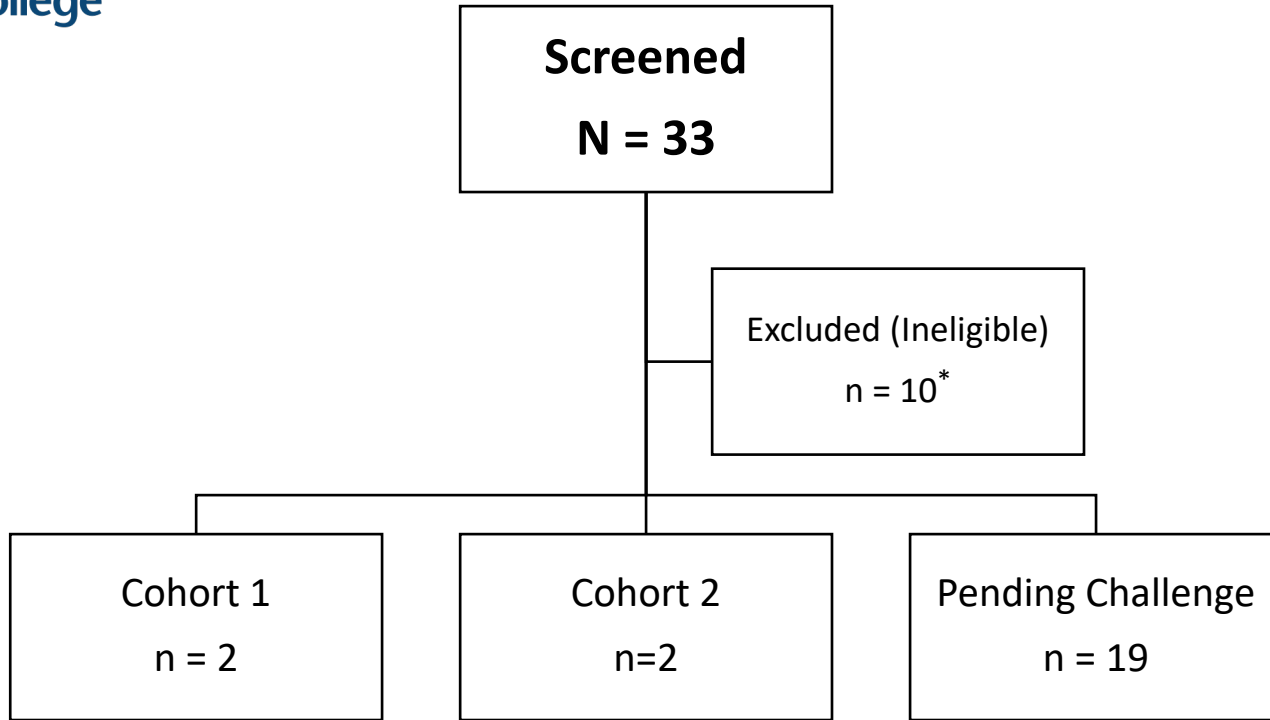 Screened
N = 33
Excluded (Ineligible)
n = 10*
Cohort 1
n = 2
Cohort 2
n=2
Pending Challenge
n = 19